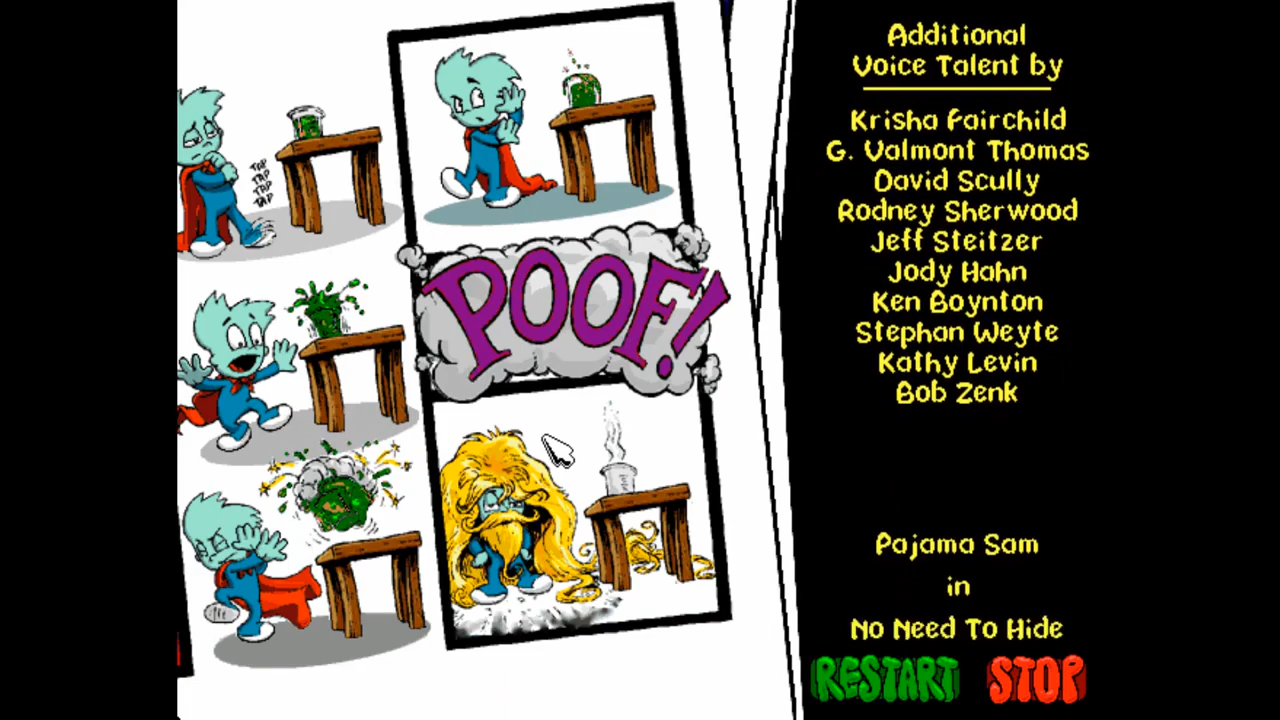 TAP
TAP
TAP
TAP
POOF!
Additional
Voice Talent by
Krisha Fairchild
G. Valmont Thomas
David Scully
Rodney Sherwood
Jeff Steitzer
Jody Hahn
Ken Boynton
Stephan Weyte
Kathy Levin
Bob Zenk
Pajama Sam
in
No Need To Hide
RESTART STOP